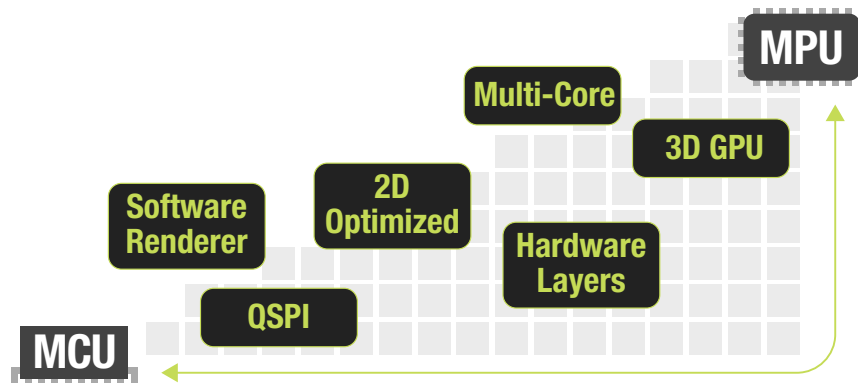 MPU
Multi-Core
3D GPU
2D
Optimized
Software
Renderer
Hardware
Layers
QSPI
MCU